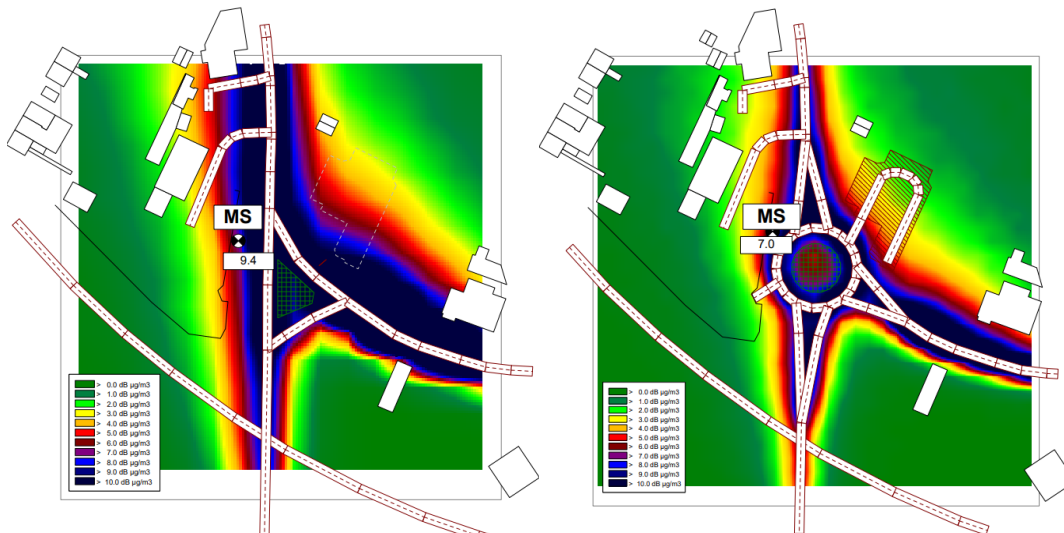 MS
9.4
> 0.0 dB µg/m3
> 1.0 dB µg/m3
> 2.0 dB µg/m3
> 3.0 dB µg/m3
> 4.0 dB µg/m3
> 5.0 dB µg/m3
> 6.0 dB µg/m3
> 7.0 dB µg/m3
> 8.0 dB µg/m3
> 9.0 dB µg/m3
> 10.0 dB µg/m3
MS
7.0
> 0.0 dB µg/m3
> 1.0 dB µg/m3
> 2.0 dB µg/m3
> 3.0 dB µg/m3
> 4.0 dB µg/m3
> 5.0 dB µg/m3
> 6.0 dB µg/m3
> 7.0 dB µg/m3
> 8.0 dB µg/m3
> 9.0 dB µg/m3
> 10.0 dB µg/m3